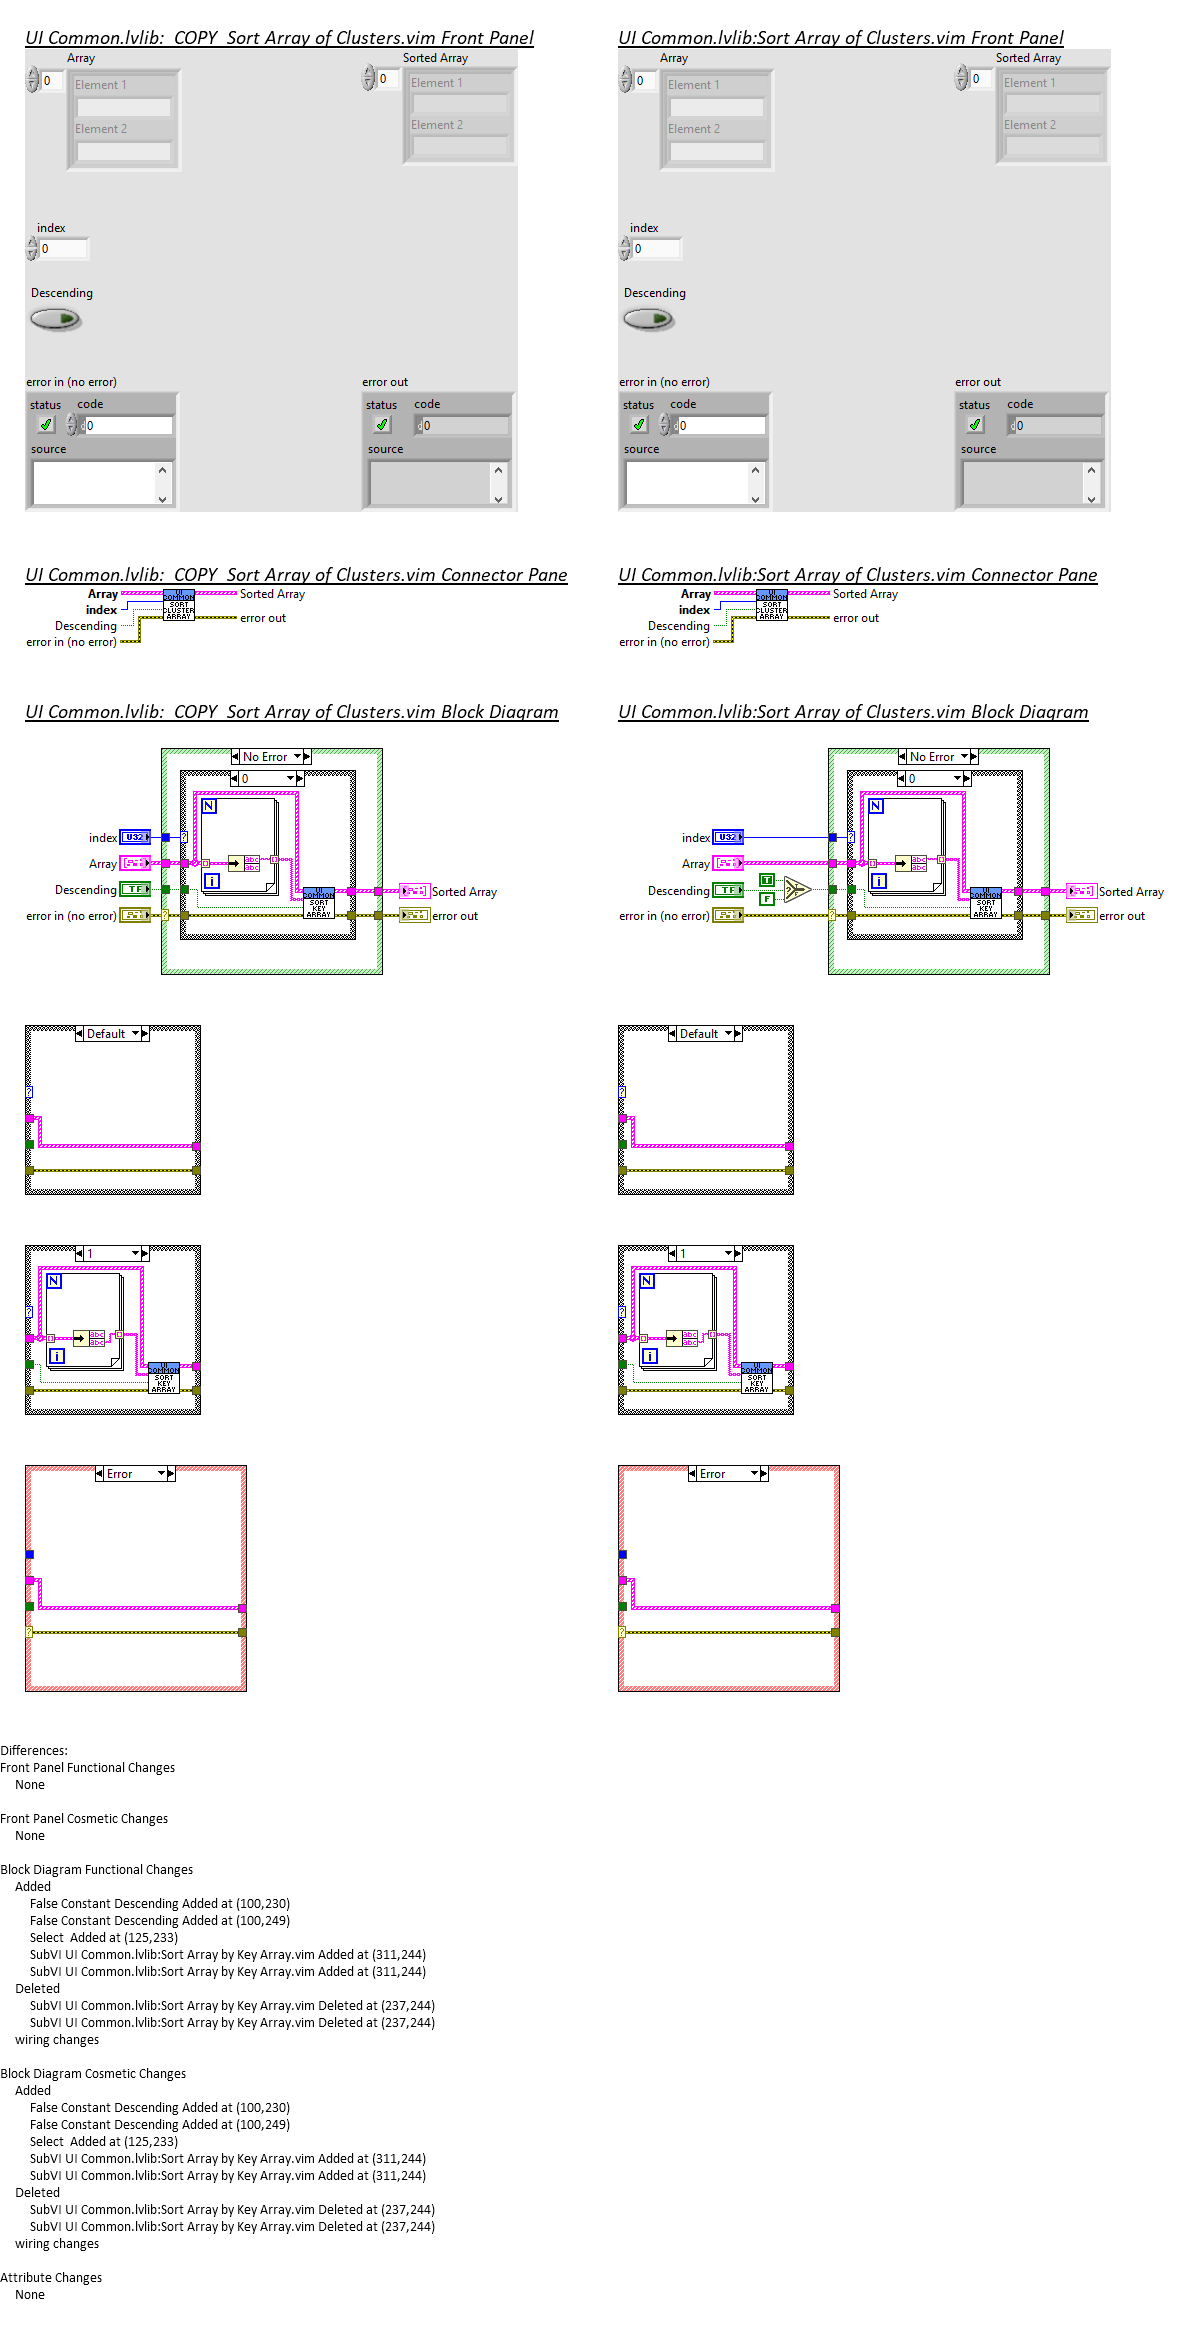 UI Common.lvlib:  COPY  Sort Array of Clusters.vim Front Panel
Array
0
Element 1
Element 2
Sorted Array
0
Element 1
Element 2
index
0
Descending
error in (no error)
status code
d0
source
error out
status code
d0
source
UI Common.lvlib:Sort Array of Clusters.vim Front Panel
Array
0
Element 1
Element 2
Sorted Array
0
Element 1
Element 2
index
0
Descending
error in (no error)
status code
d0
source
error out
status code
d0
source
UI Common.lvlib:  COPY  Sort Array of Clusters.vim Connector Pane
Array
index
Descending
error in (no error)
UI
COMMON
SORT
CLUSTER
ARRAY
Sorted Array
error out
UI Common.lvlib:Sort Array of Clusters.vim Connector Pane
Array
index
Descending
error in (no error)
UI
COMMON
SORT
CLUSTER
ARRAY
Sorted Array
error out
UI Common.lvlib:  COPY  Sort Array of Clusters.vim Block Diagram
No Error
0
N
index U32 ?
Array abc
abc
i
Descending TF
UI
COMMON
SORT
KEY
ARRAY
Sorted Array
error in (no error) ? error out
UI Common.lvlib:Sort Array of Clusters.vim Block Diagram
No Error
0
N
index U32 ?
Array abc
abc
T
i
Descending TF
F
UI
COMMON
SORT
KEY
ARRAY
Sorted Array
error in (no error) ? error out
Default
?
Default
?
1
N
?
abc
abc
i
UI
COMMON
SORT
KEY
ARRAY
1
N
?
abc
abc
i
UI
COMMON
SORT
KEY
ARRAY
Error
?
Error
?
Differences:
Front Panel Functional Changes
None
Front Panel Cosmetic Changes
None
Block Diagram Functional Changes
Added
False Constant Descending Added at (100,230)
False Constant Descending Added at (100,249)
Select  Added at (125,233)
SubVI UI Common.lvlib:Sort Array by Key Array.vim Added at (311,244)
SubVI UI Common.lvlib:Sort Array by Key Array.vim Added at (311,244)
Deleted
SubVI UI Common.lvlib:Sort Array by Key Array.vim Deleted at (237,244)
SubVI UI Common.lvlib:Sort Array by Key Array.vim Deleted at (237,244)
wiring changes
Block Diagram Cosmetic Changes
Added
False Constant Descending Added at (100,230)
False Constant Descending Added at (100,249)
Select  Added at (125,233)
SubVI UI Common.lvlib:Sort Array by Key Array.vim Added at (311,244)
SubVI UI Common.lvlib:Sort Array by Key Array.vim Added at (311,244)
Deleted
SubVI UI Common.lvlib:Sort Array by Key Array.vim Deleted at (237,244)
SubVI UI Common.lvlib:Sort Array by Key Array.vim Deleted at (237,244)
wiring changes
Attribute Changes
None